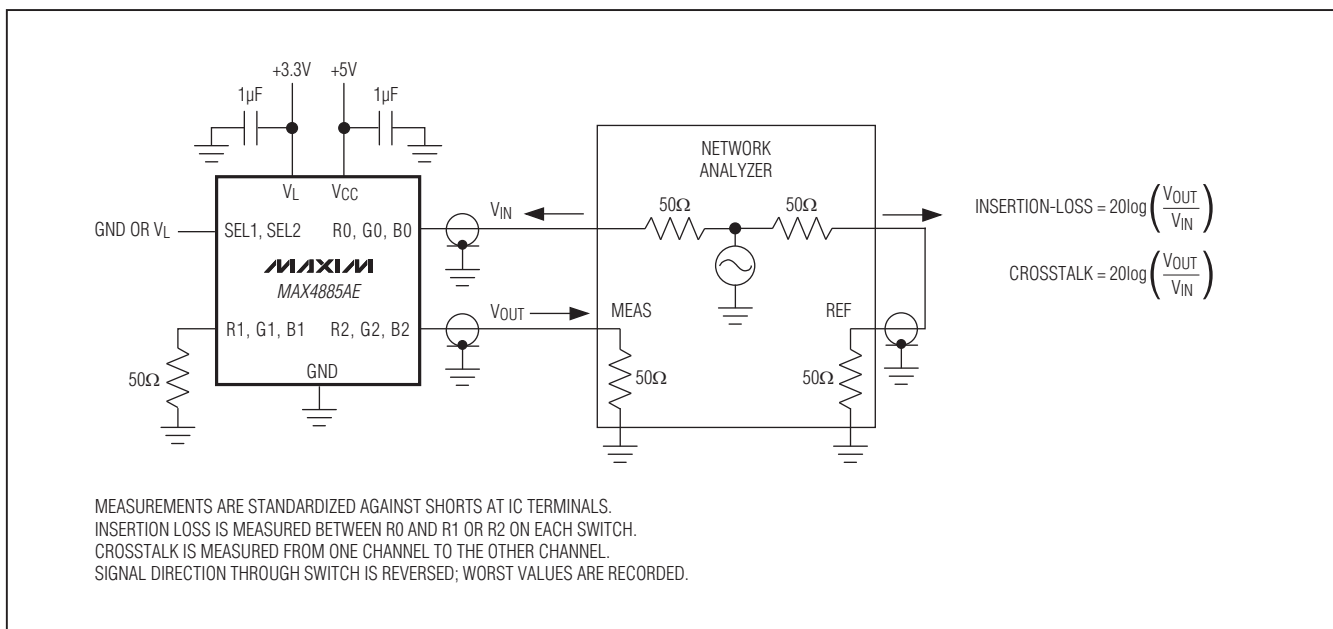 +3.3V +5V
1µF 1µF
VL VCC
GND OR VL
SEL1, SEL2 R0, G0, B0
MAXIM
MAX4885AE
R1, G1, B1 R2, G2, B2
GND
50Ω
VIN
VOUT
NETWORK
ANALYZER
50Ω 50Ω
MEAS REF
50Ω 50Ω
INSERTION-LOSS = 20log(VOUT/VIN)
CROSSTALK = 20log(VOUT/VIN)
MEASUREMENTS ARE STANDARDIZED AGAINST SHORTS AT IC TERMINALS.
INSERTION LOSS IS MEASURED BETWEEN R0 AND R1 OR R2 ON EACH SWITCH.
CROSSTALK IS MEASURED FROM ONE CHANNEL TO THE OTHER CHANNEL.
SIGNAL DIRECTION THROUGH SWITCH IS REVERSED; WORST VALUES ARE RECORDED.